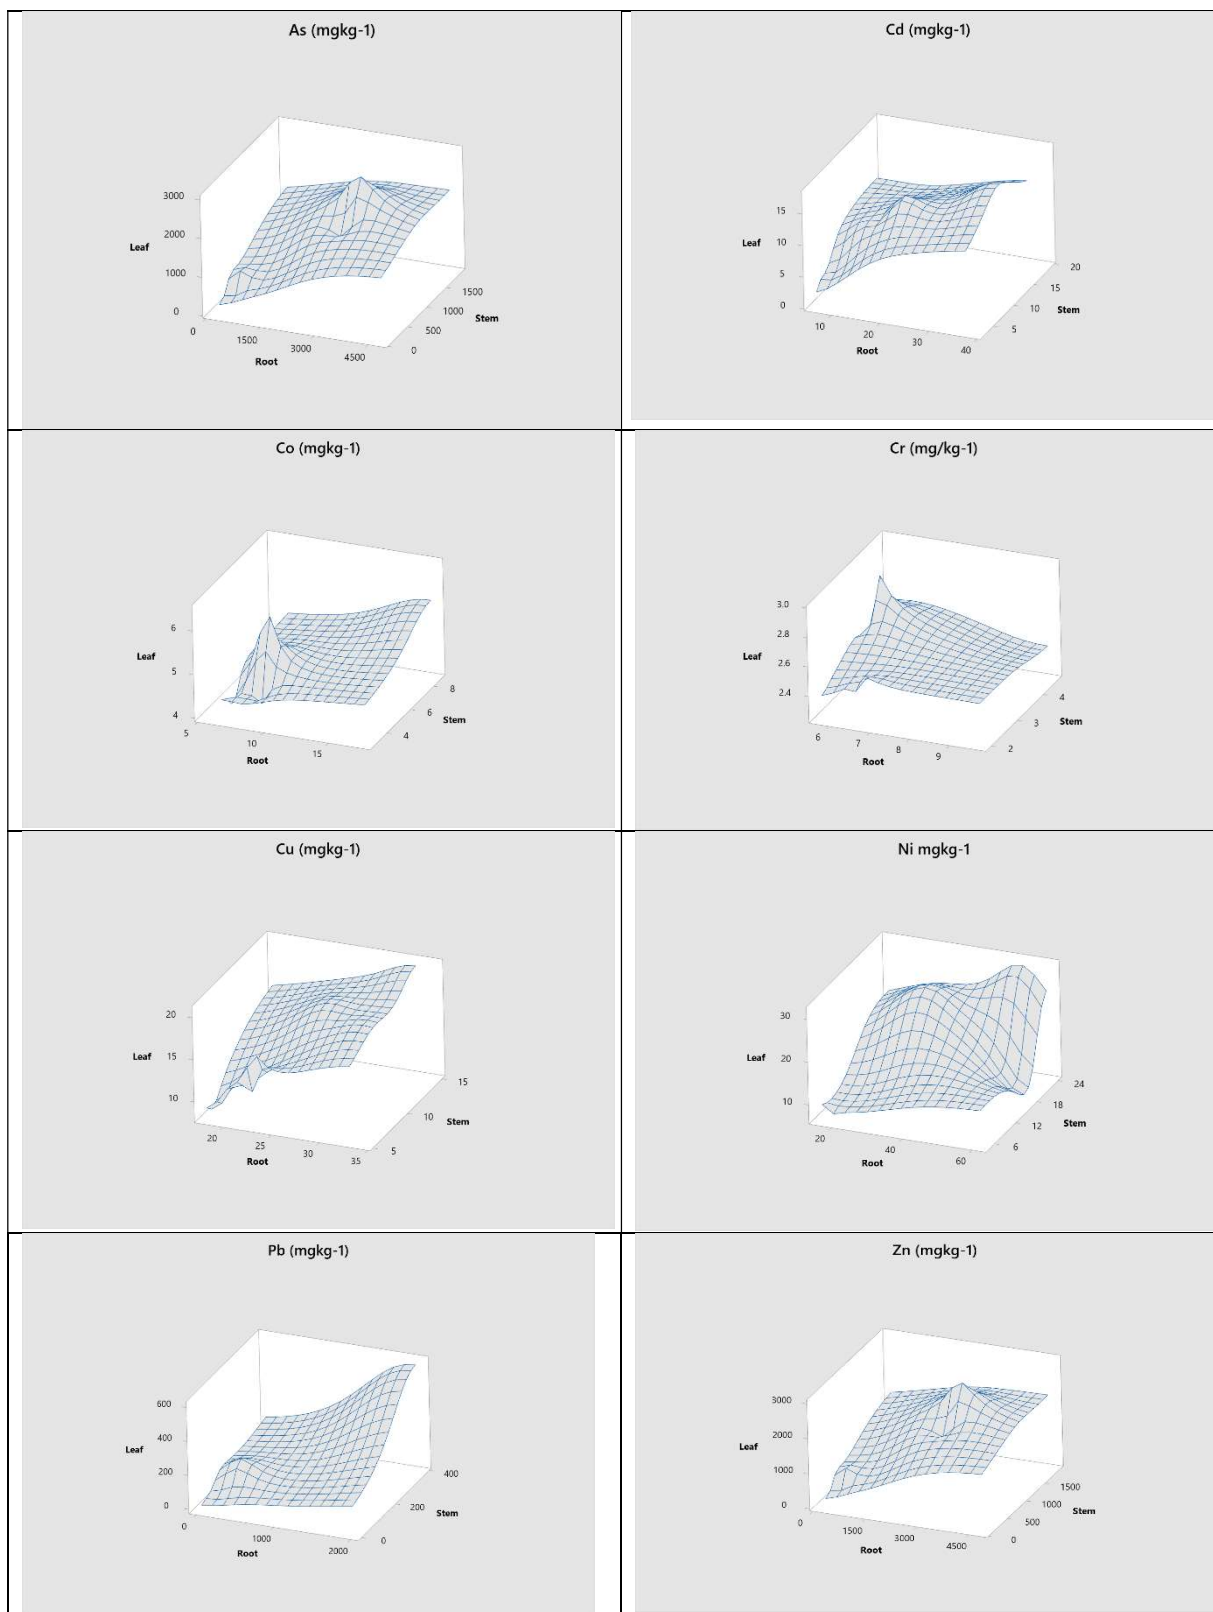 As (mgkg-1)
3000
2000
Leaf
1000
0
0
1500
3000
4500
Root
0
500
1000
1500
Stem
Cd (mgkg-1)
15
Leaf
10
5
0
10
20
30
40
Root
5
10
15
20
Stem
Co (mgkg-1)
6
Leaf
5
4
5
10
15
Root
4
6
8
Stem
Cr (mg/kg-1)
3.0
2.8
Leaf
2.6
2.4
6
7
8
9
Root
2
3
4
Stem
Cu (mgkg-1)
20
15
Leaf
10
20
25
30
35
Root
5
10
15
Stem
Ni mgkg-1
30
Leaf
20
10
20
40
60
Root
6
12
18
24
Stem
Pb (mgkg-1)
600
400
Leaf
200
0
0
1000
2000
Root
0
200
400
Stem
Zn (mgkg-1)
3000
2000
Leaf
1000
0
0
1500
3000
4500
Root
0
500
1000
1500
Stem